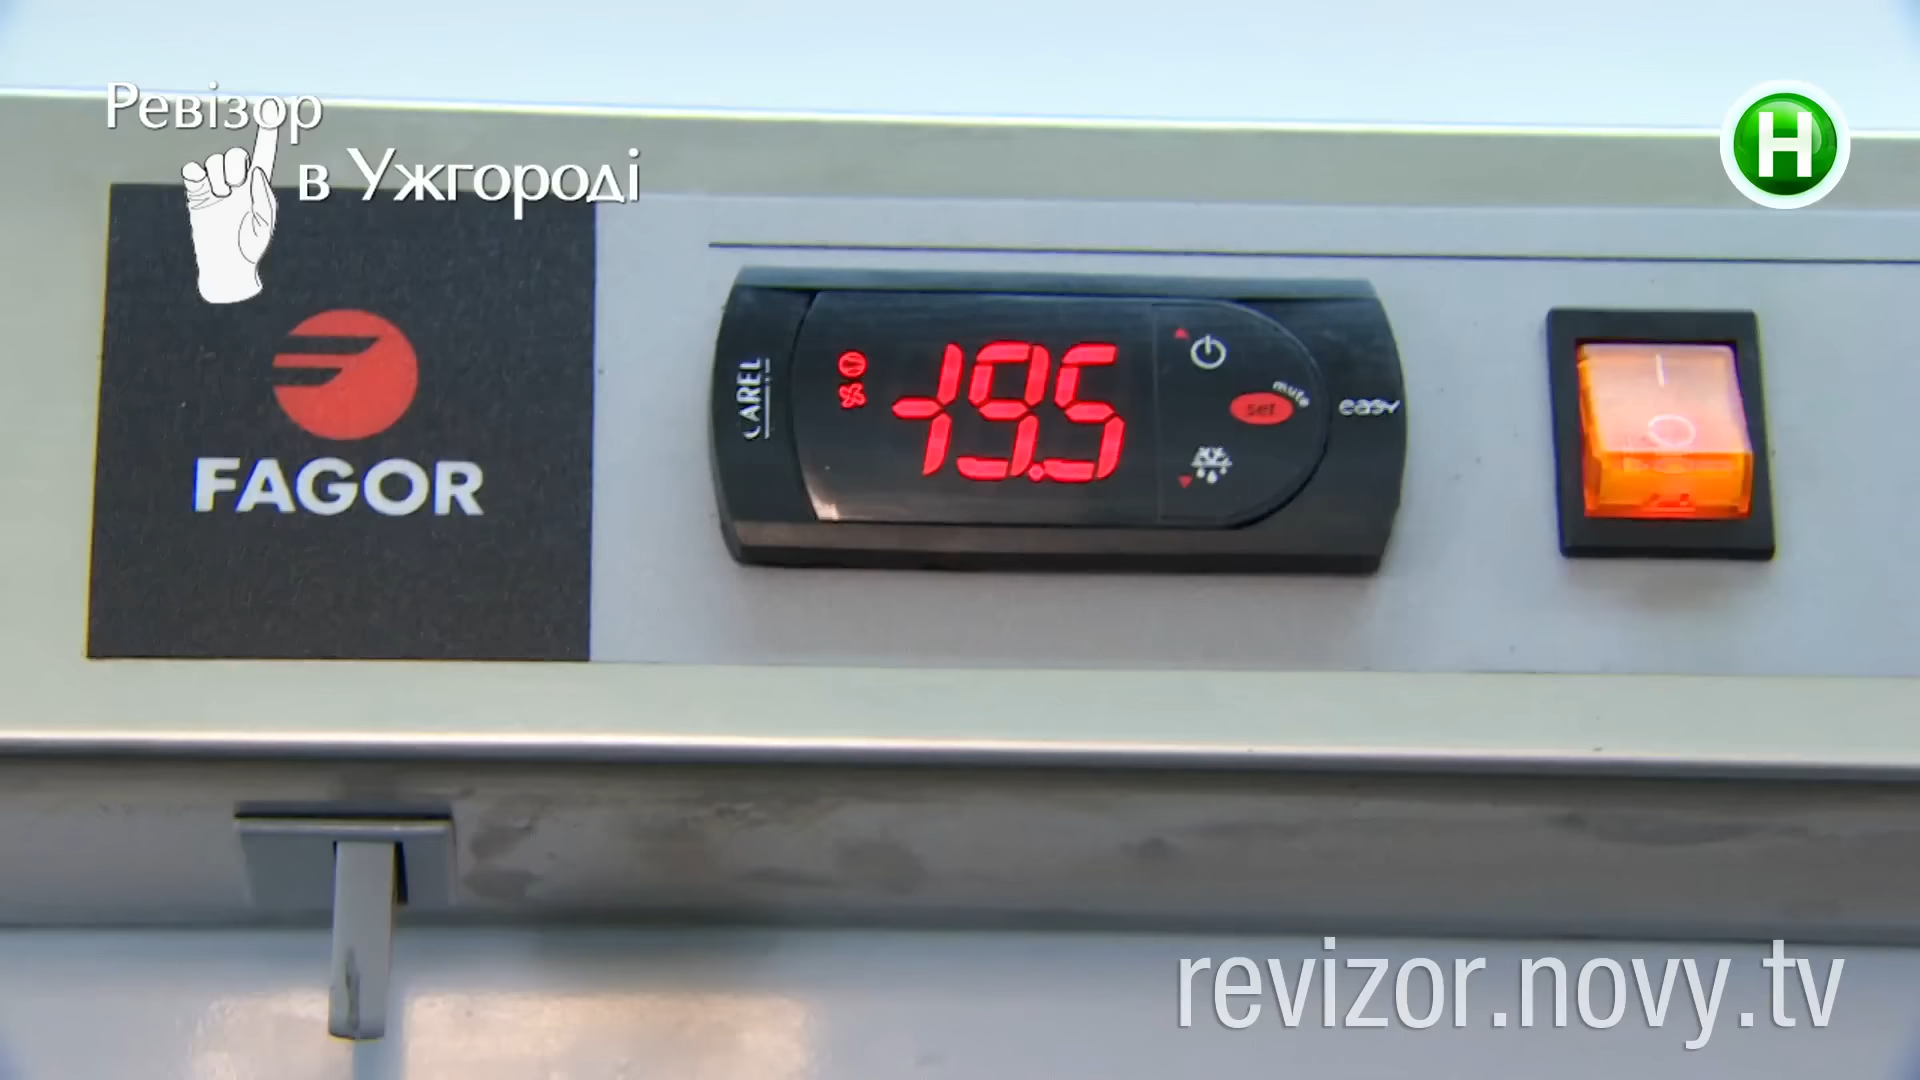 Ревізор
в Ужгороді
H
FAGOR
CAREL
-19.5
mute
set
easy
revizor.novy.tv